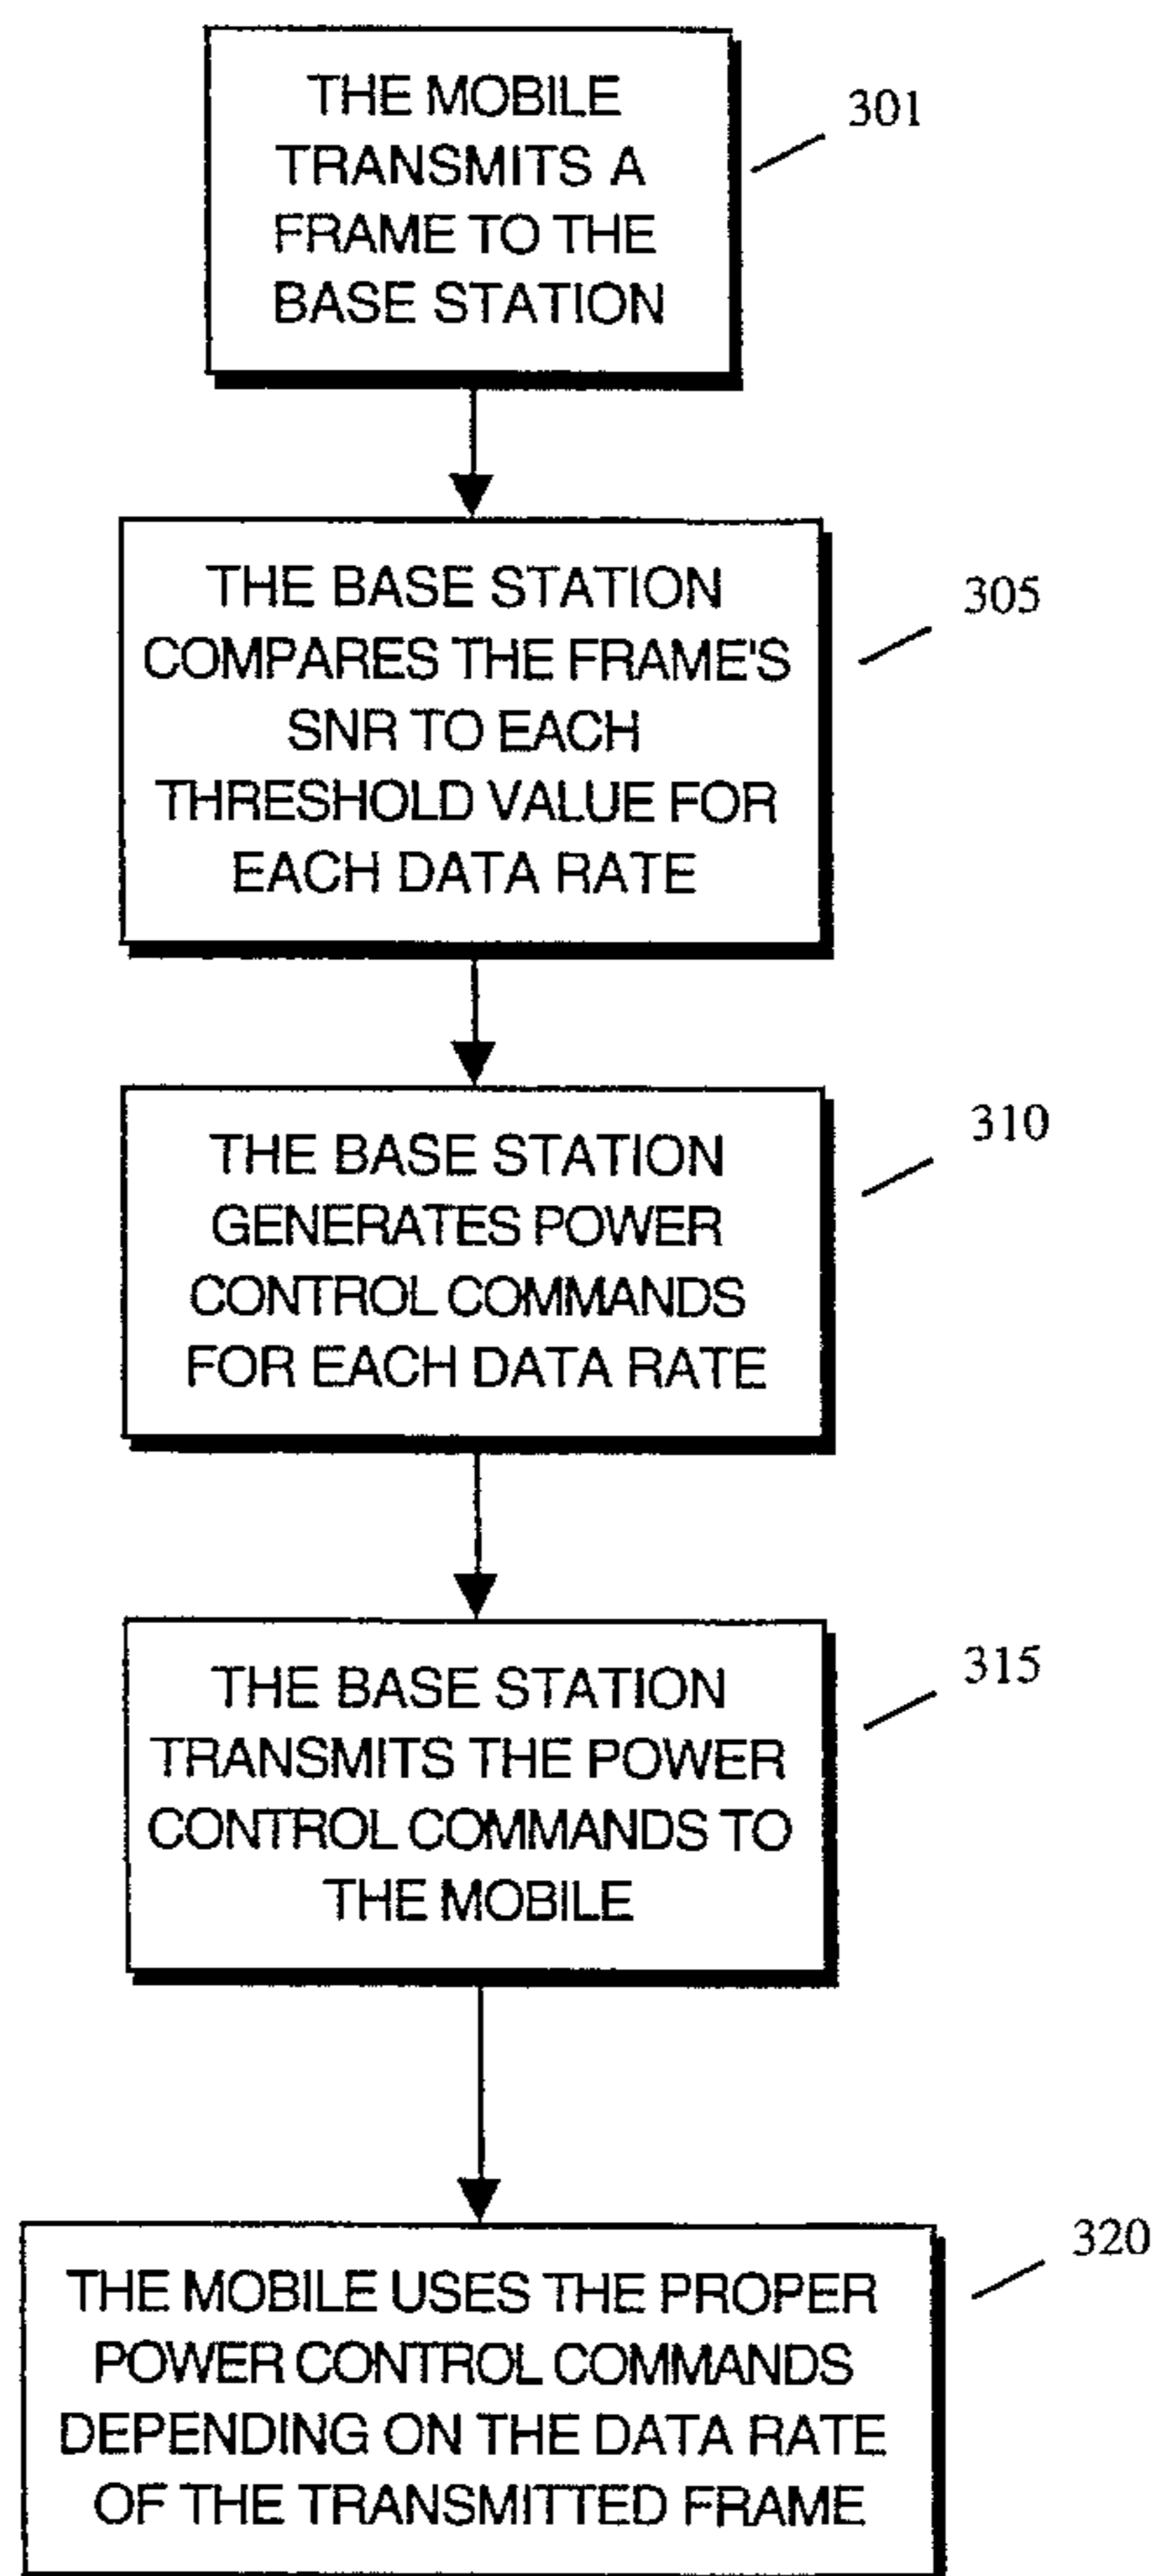 THE MOBILE
TRANSMITS A
FRAME TO THE
BASE STATION
301
THE BASE STATION
COMPARES THE FRAME'S
SNR TO EACH
THRESHOLD VALUE FOR
EACH DATA RATE
305
THE BASE STATION
GENERATES POWER
CONTROL COMMANDS
FOR EACH DATA RATE
310
THE BASE STATION
TRANSMITS THE POWER
CONTROL COMMANDS TO
THE MOBILE
315
THE MOBILE USES THE PROPER
POWER CONTROL COMMANDS
DEPENDING ON THE DATA RATE
OF THE TRANSMITTED FRAME
320